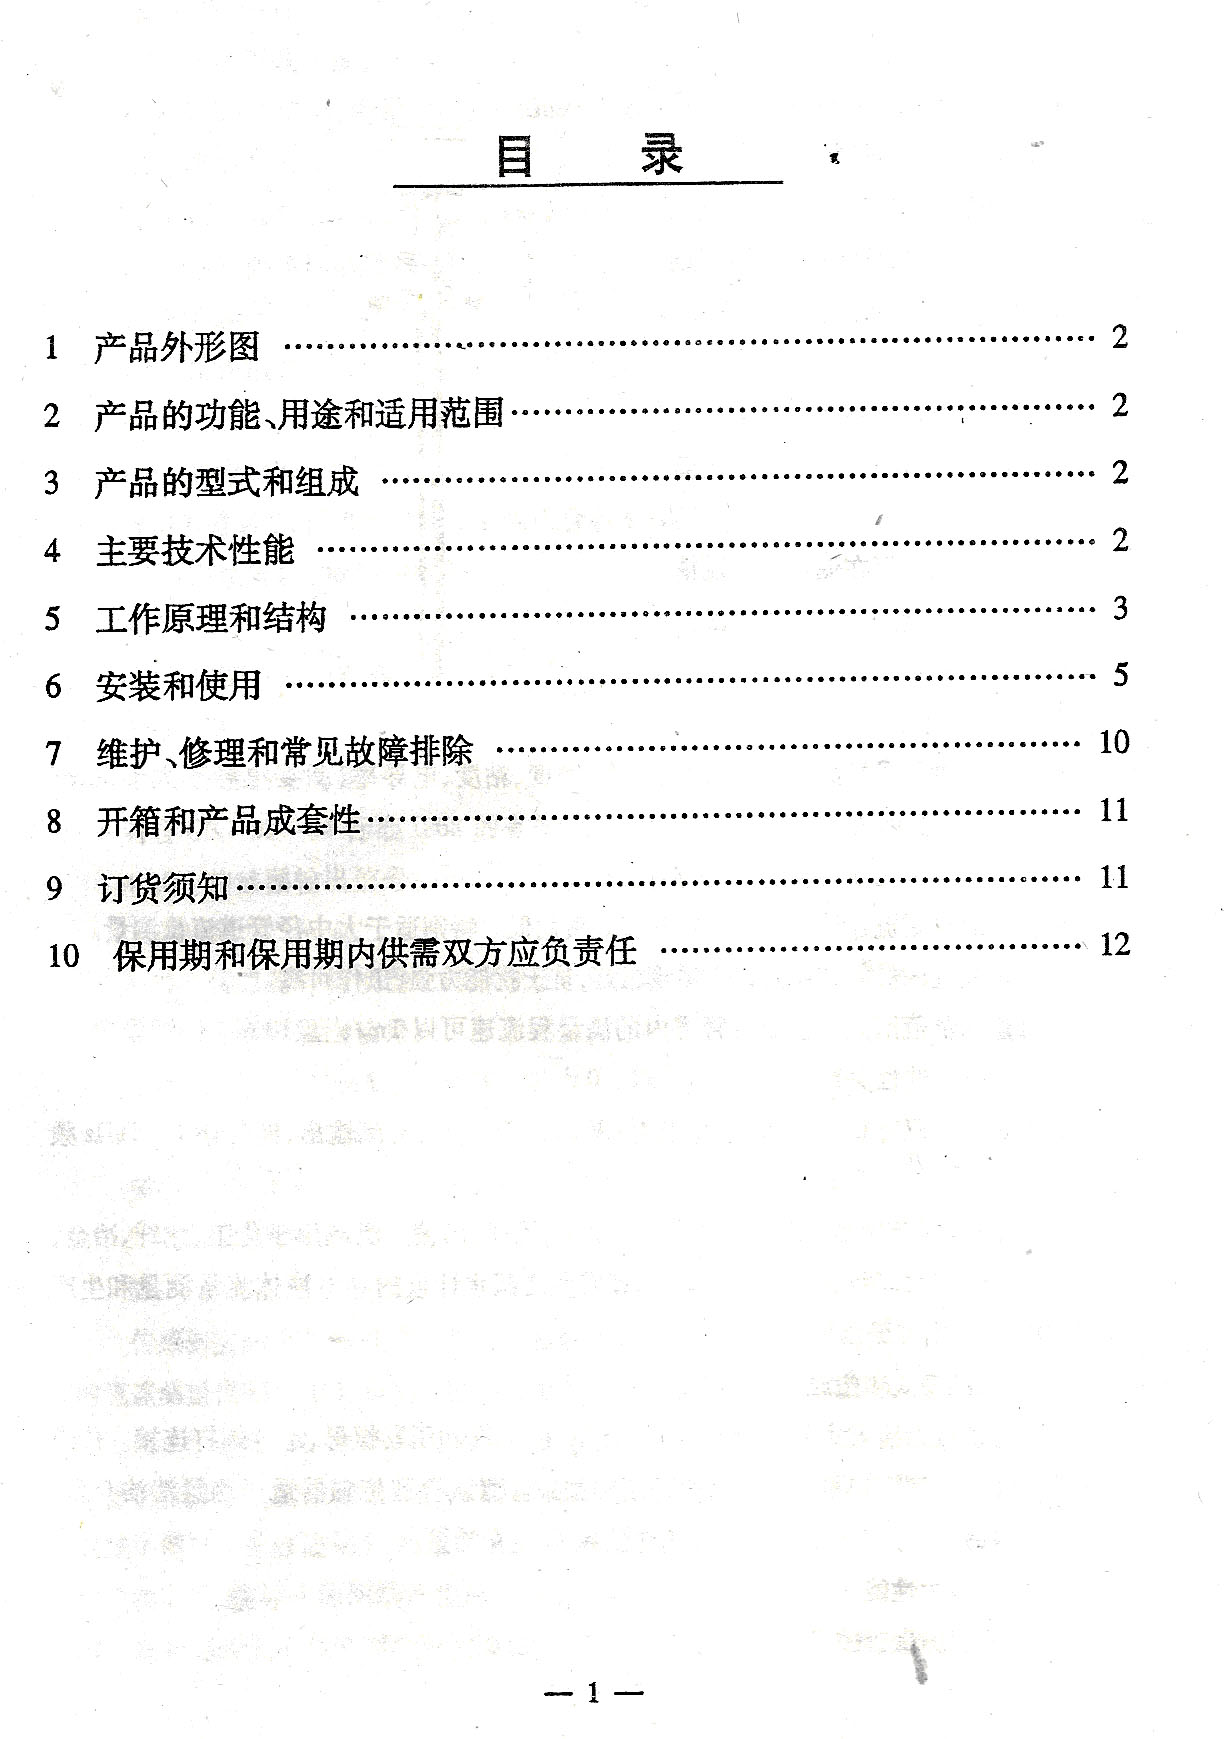 目 录
1 产品外形图 …… 2
2 产品的功能、用途和适用范围 …… 2
3 产品的型式和组成 …… 2
4 主要技术性能 …… 2
5 工作原理和结构 …… 3
6 安装和使用 …… 5
7 维护、修理和常见故障排除 …… 10
8 开箱和产品成套性 …… 11
9 订货须知 …… 11
10 保用期和保用期内供需双方应负责任 …… 12
— 1 —